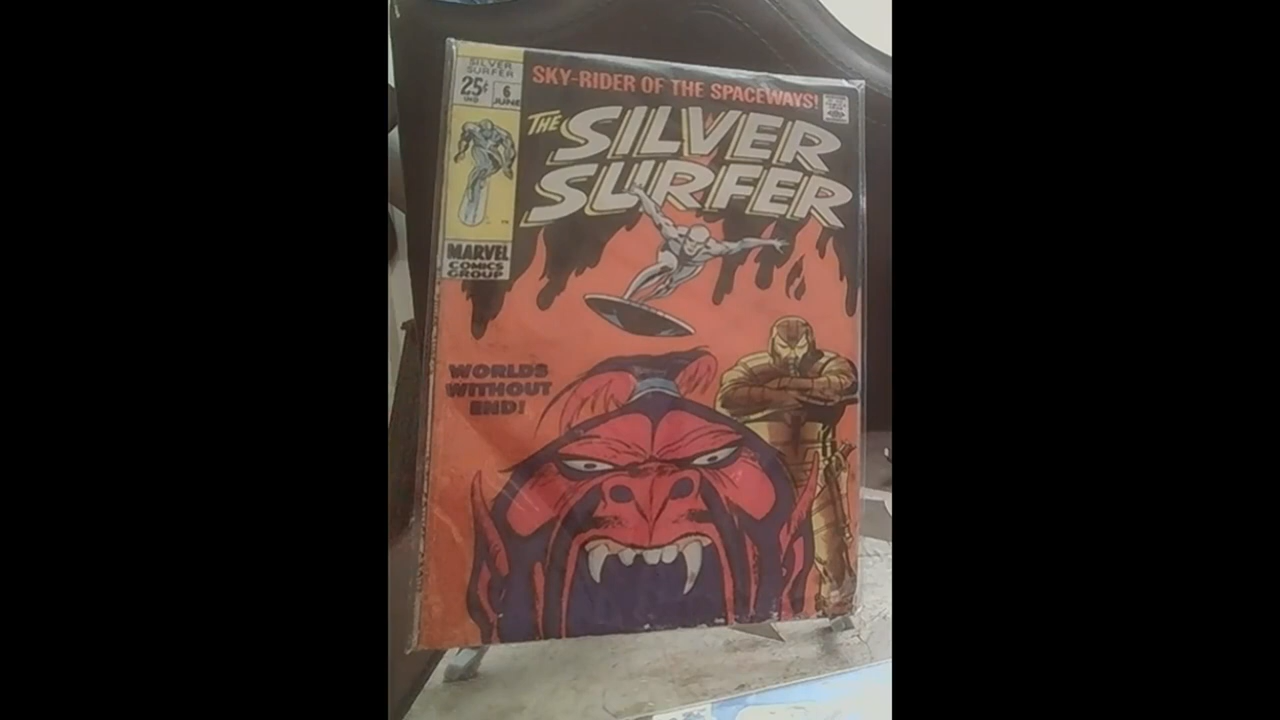 SILVER
SURFER
25¢
IND
6
JUNE
SKY-RIDER OF THE SPACEWAYS!
THE SILVER
SURFER
MARVEL
COMICS
GROUP
WORLDS
WITHOUT
END!